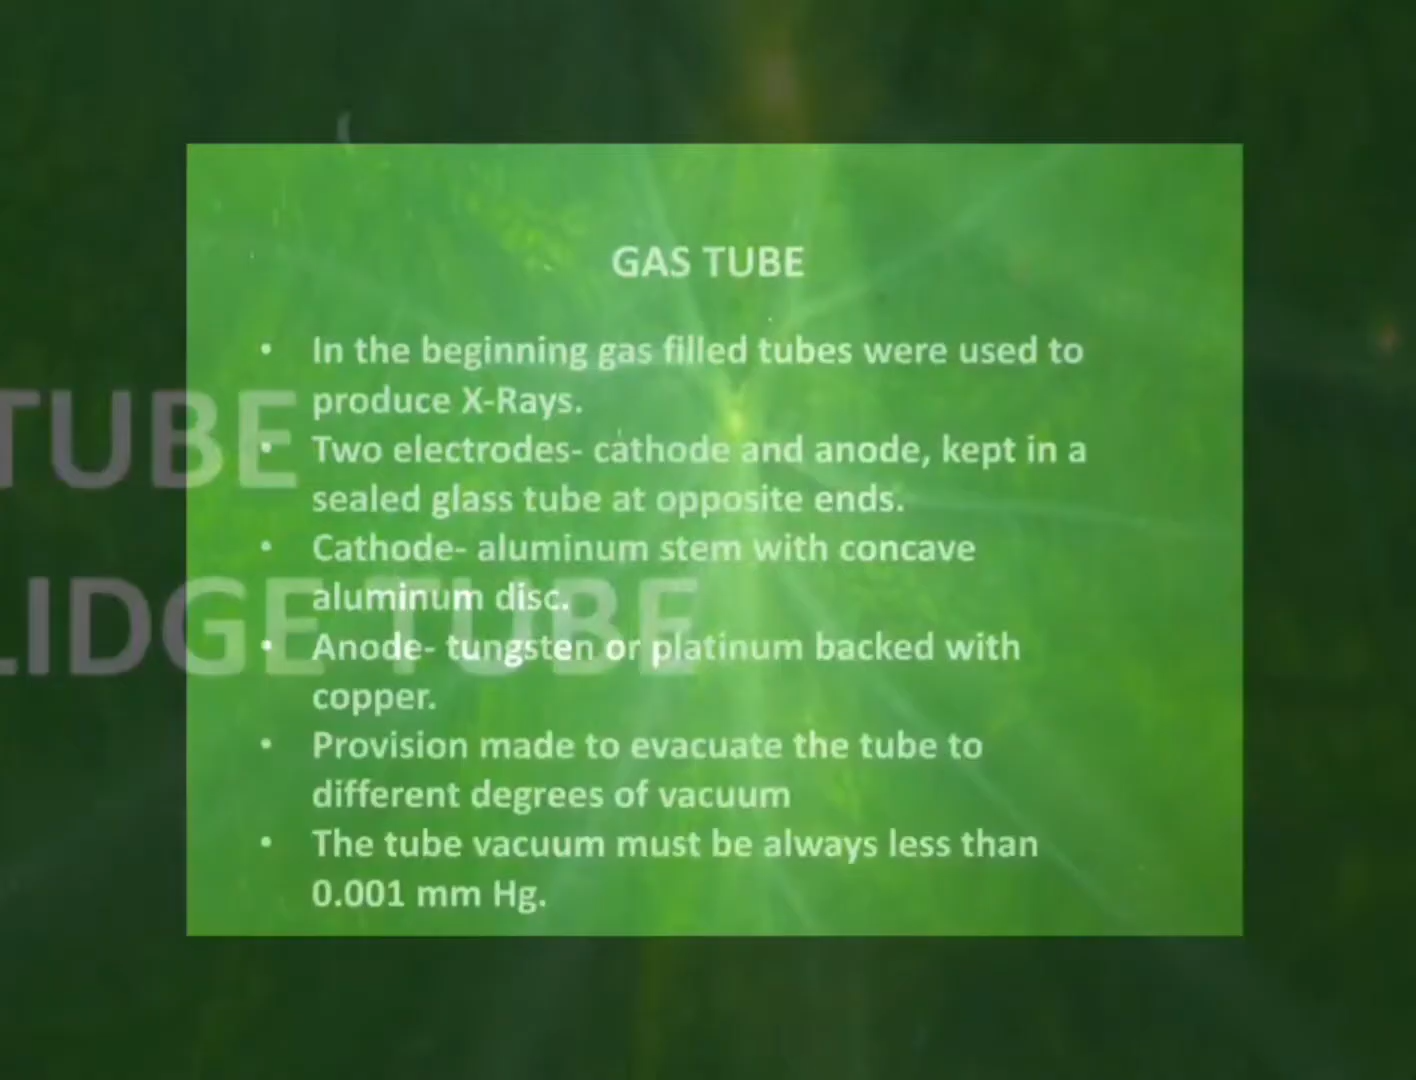 GAS TUBE
• In the beginning gas filled tubes were used to
produce X-Rays.
TUBE
• Two electrodes- cathode and anode, kept in a
sealed glass tube at opposite ends.
• Cathode- aluminum stem with concave
aluminum disc.
LIDGE TUBE
• Anode- tungsten or platinum backed with
copper.
• Provision made to evacuate the tube to
different degrees of vacuum
• The tube vacuum must be always less than
0.001 mm Hg.